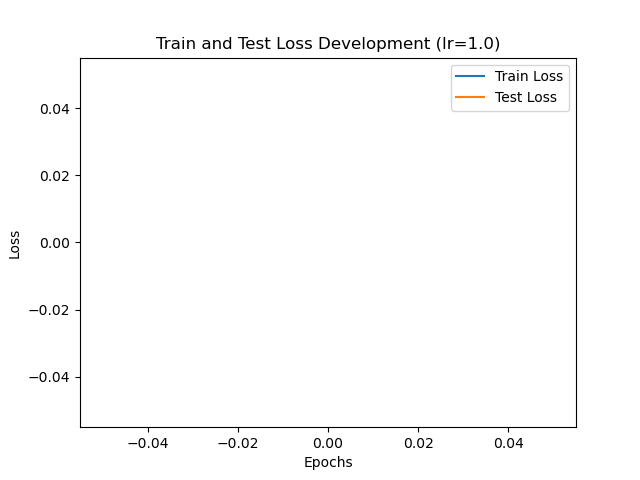 Train and Test Loss Development (lr=1.0)
Train Loss
Test Loss
0.04
0.02
0.00
−0.02
−0.04
Loss
−0.04
−0.02
0.00
0.02
0.04
Epochs